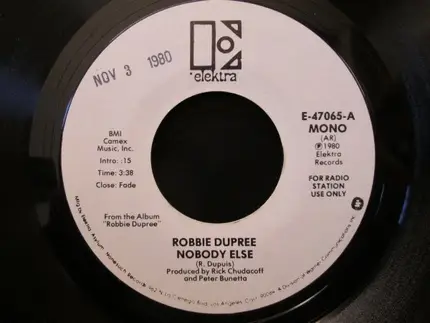 NOV 3 1980
elektra
E-47065-A
MONO
(AR)
℗1980
Elektra
Records
FOR RADIO
STATION
USE ONLY
BMI
Camex
Music, Inc.
Intro: :15
Time: 3:38
Close: Fade
From the Album
"Robbie Dupree"
ROBBIE DUPREE
NOBODY ELSE
(R. Dupuis)
Produced by Rick Chudacoff
and Peter Bunetta